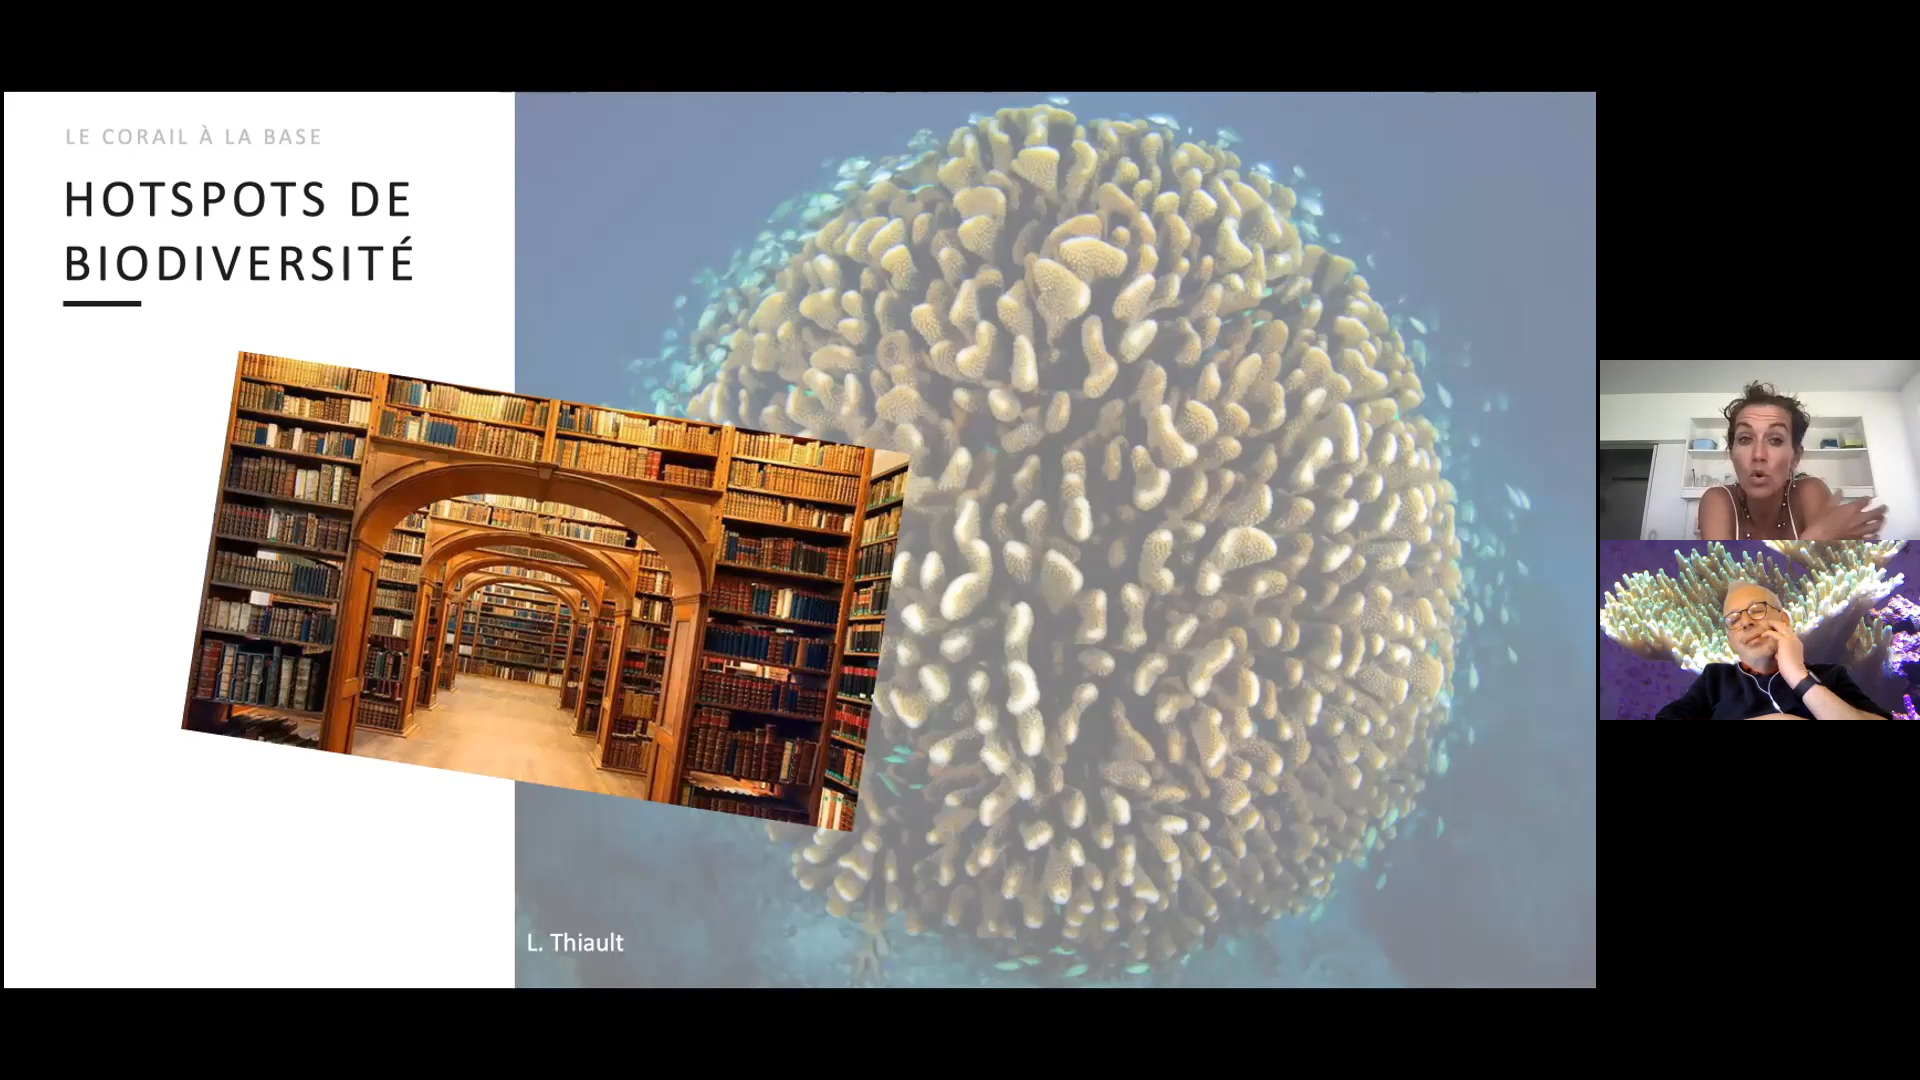 LE CORAIL À LA BASE
HOTSPOTS DE
BIODIVERSITÉ
L. Thiault